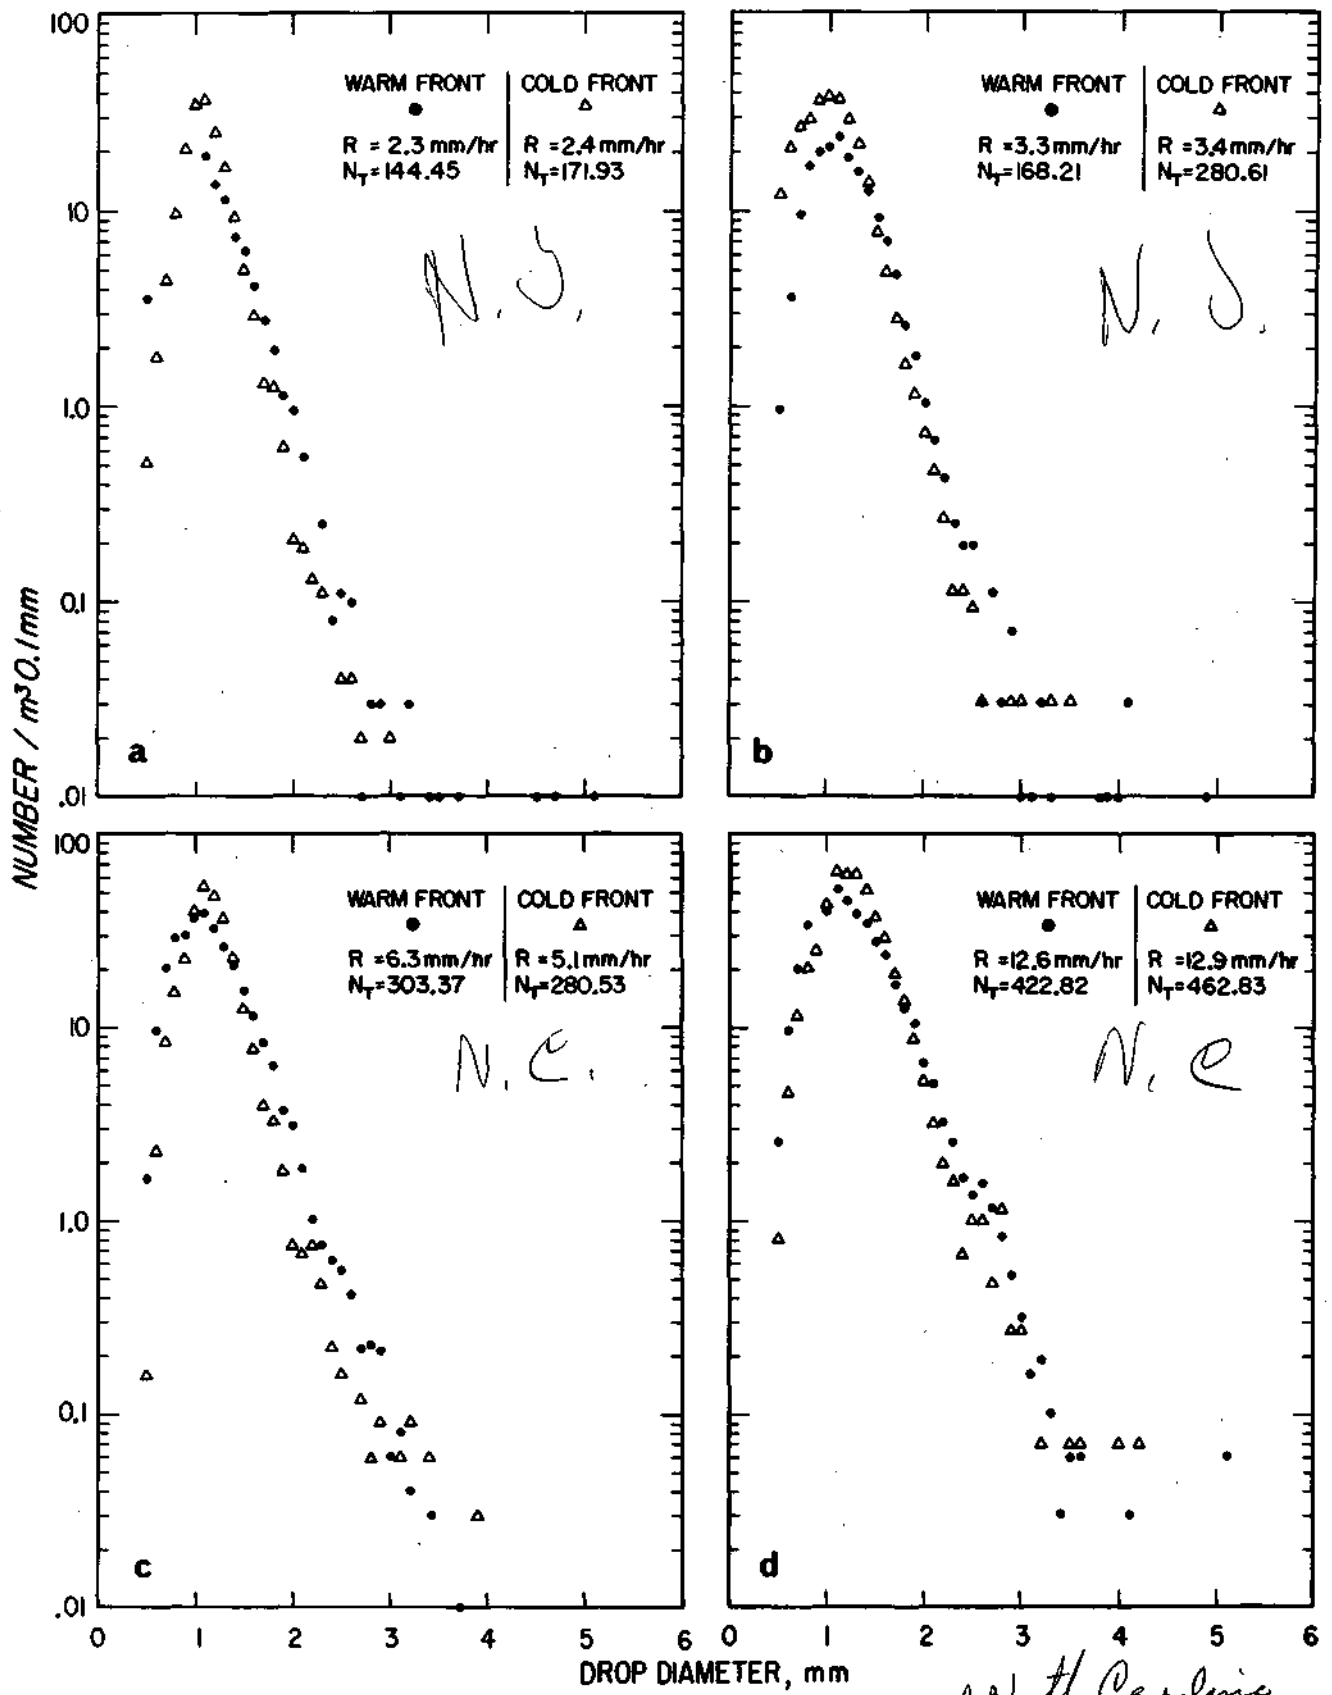 100
WARM FRONT COLD FRONT
R = 2.3 mm/hr R = 2.4 mm/hr
N_T=144.45 N_T=171.93
10
N. J.
1.0
0.1
a
.01
WARM FRONT COLD FRONT
R =3.3 mm/hr R =3.4 mm/hr
N_T=168.21 N_T=280.61
N. J.
b
NUMBER / m³ 0.1mm
100
WARM FRONT COLD FRONT
R =6.3 mm/hr R =5.1 mm/hr
N_T=303.37 N_T=280.53
10
N. C.
1.0
0.1
c
.01
0 1 2 3 4 5 6
WARM FRONT COLD FRONT
R =12.6 mm/hr R =12.9 mm/hr
N_T=422.82 N_T=462.83
N. C
d
0 1 2 3 4 5 6
DROP DIAMETER, mm